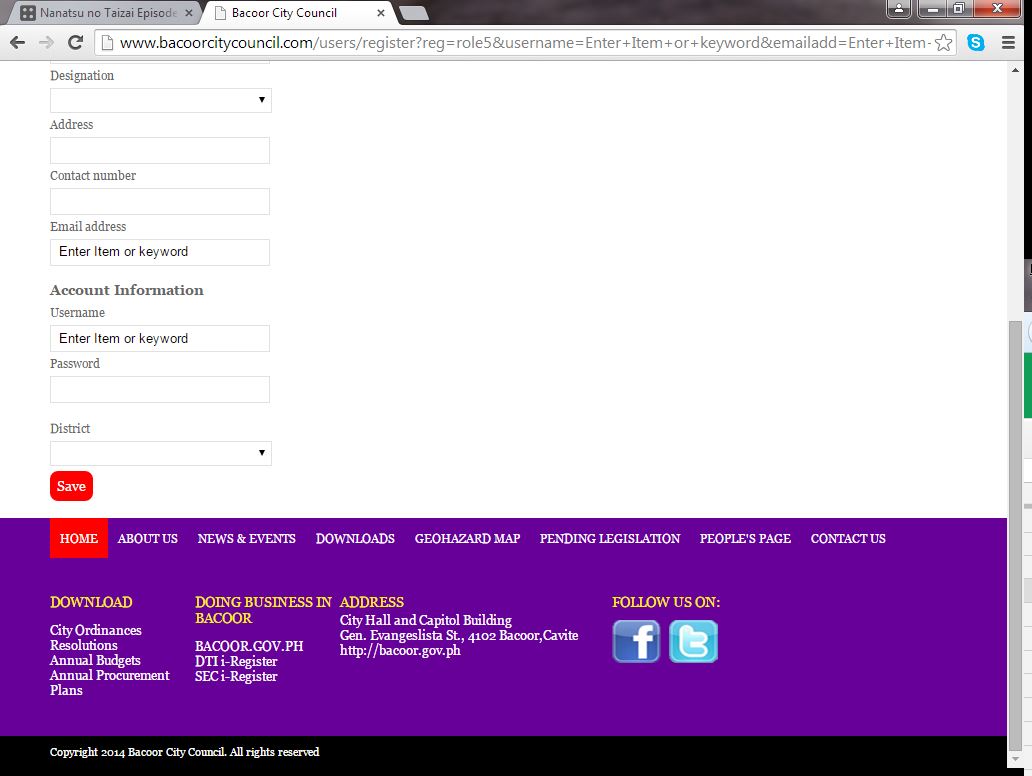 Nanatsu no Taizai Episode
Bacoor City Council
www.bacoorcitycouncil.com/users/register?reg=role5&username=Enter+Item+or+keyword&emailadd=Enter+Item-
Designation
Address
Contact number
Email address
Enter Item or keyword
Account Information
Username
Enter Item or keyword
Password
District
Save
HOME ABOUT US NEWS & EVENTS DOWNLOADS GEOHAZARD MAP PENDING LEGISLATION PEOPLE'S PAGE CONTACT US
DOWNLOAD
City Ordinances
Resolutions
Annual Budgets
Annual Procurement
Plans
DOING BUSINESS IN
BACOOR
BACOOR.GOV.PH
DTI i-Register
SEC i-Register
ADDRESS
City Hall and Capitol Building
Gen. Evangeslista St., 4102 Bacoor,Cavite
http://bacoor.gov.ph
FOLLOW US ON:
Copyright 2014 Bacoor City Council. All rights reserved